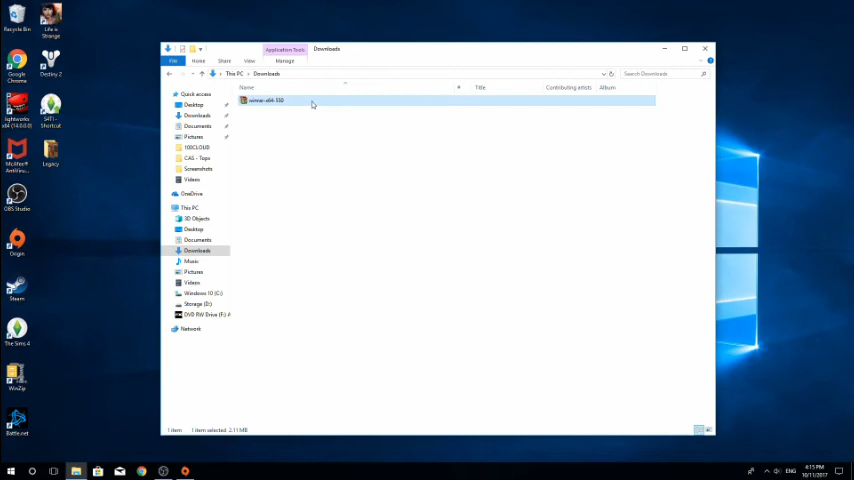 Recycle Bin
Life is Strange
Google Chrome
Destiny 2
lightworks x64 (14.0.0.0)
S4TI - Shortcut
McAfee® AntiViru...
Legacy
OBS Studio
Origin
Steam
The Sims 4
WinZip
Battle.net
Application Tools
Downloads
File
Home
Share
View
Manage
This PC
Downloads
Search Downloads
Name
#
Title
Contributing artists
Album
winrar-x64-550
Quick access
Desktop
Downloads
Documents
Pictures
100CLOUD
CAS - Tops
Screenshots
Videos
OneDrive
This PC
3D Objects
Desktop
Documents
Downloads
Music
Pictures
Videos
Windows 10 (C:)
Storage (D:)
DVD RW Drive (F:) A
Network
1 item
1 item selected 2.11 MB
ENG
6:15 PM
10/11/2017